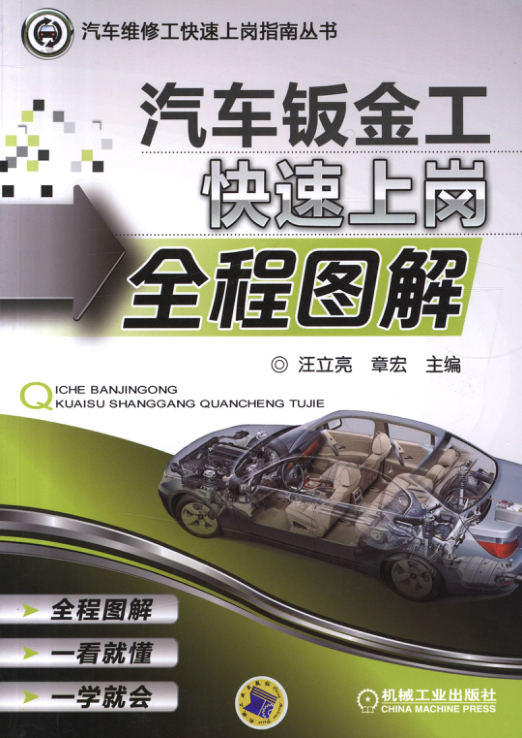 汽车维修工快速上岗指南丛书
汽车钣金工
快速上岗
全程图解
◎ 汪立亮 章宏 主编
QICHE BANJINGONG
KUAISU SHANGGANG QUANCHENG TUJIE
全程图解
一看就懂
一学就会
机械工业出版社
CHINA MACHINE PRESS